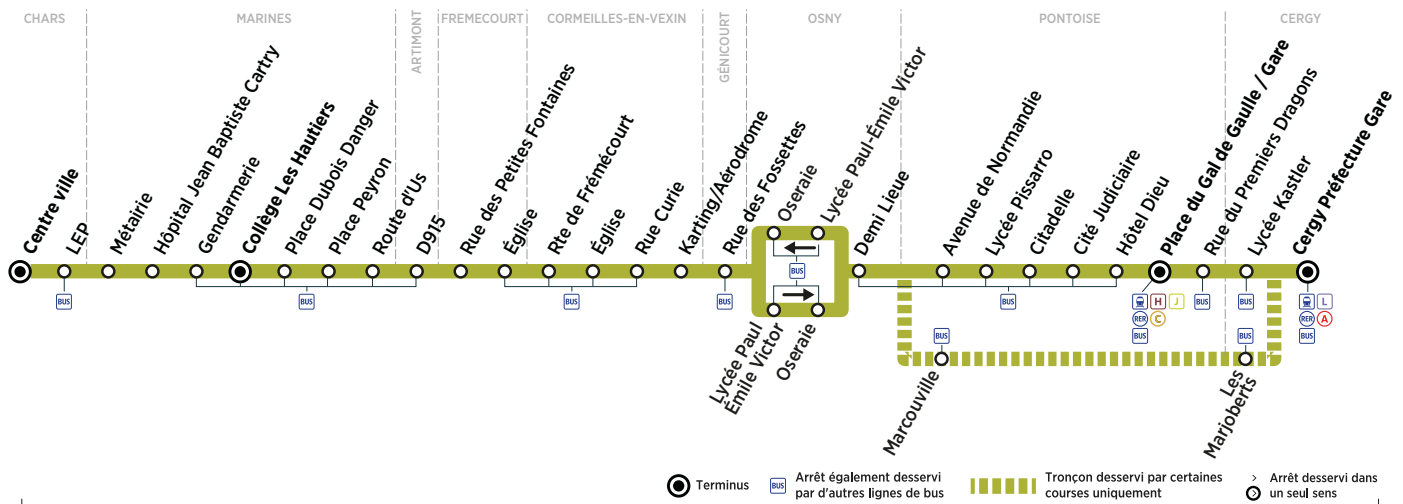 CHARS
MARINES
ARTIMONT
FREMECOURT
CORMEILLES-EN-VEXIN
GÉNICOURT
OSNY
PONTOISE
CERGY
Centre ville
LEP
Métairie
Hôpital Jean Baptiste Cartry
Gendarmerie
Collège Les Hautiers
Place Dubois Danger
Place Peyron
Route d'Us
D915
Rue des Petites Fontaines
Église
Rte de Frémécourt
Église
Rue Curie
Karting/Aérodrome
Rue des Fossettes
Oseraie
Lycée Paul-Émile Victor
Demi Lieue
Avenue de Normandie
Lycée Pissarro
Citadelle
Cité Judiciaire
Hôtel Dieu
Place du Gal de Gaulle / Gare
Rue du Premiers Dragons
Lycée Kastler
Cergy Préfecture Gare
BUS
BUS
BUS
BUS
BUS
BUS
H J
RER C
BUS
BUS
BUS
L
RER A
BUS
Lycée Paul
Émile Victor
Oseraie
BUS
Marcouville
BUS
Les
Marjoberts
Terminus
BUS
Arrêt également desservi
par d'autres lignes de bus
Tronçon desservi par certaines
courses uniquement
Arrêt desservi dans
un seul sens